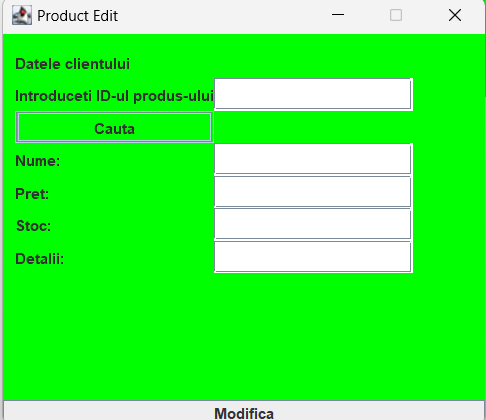 Product Edit
Datele clientului
Introduceti ID-ul produs-ului
Cauta
Nume:
Pret:
Stoc:
Detalii:
Modifica